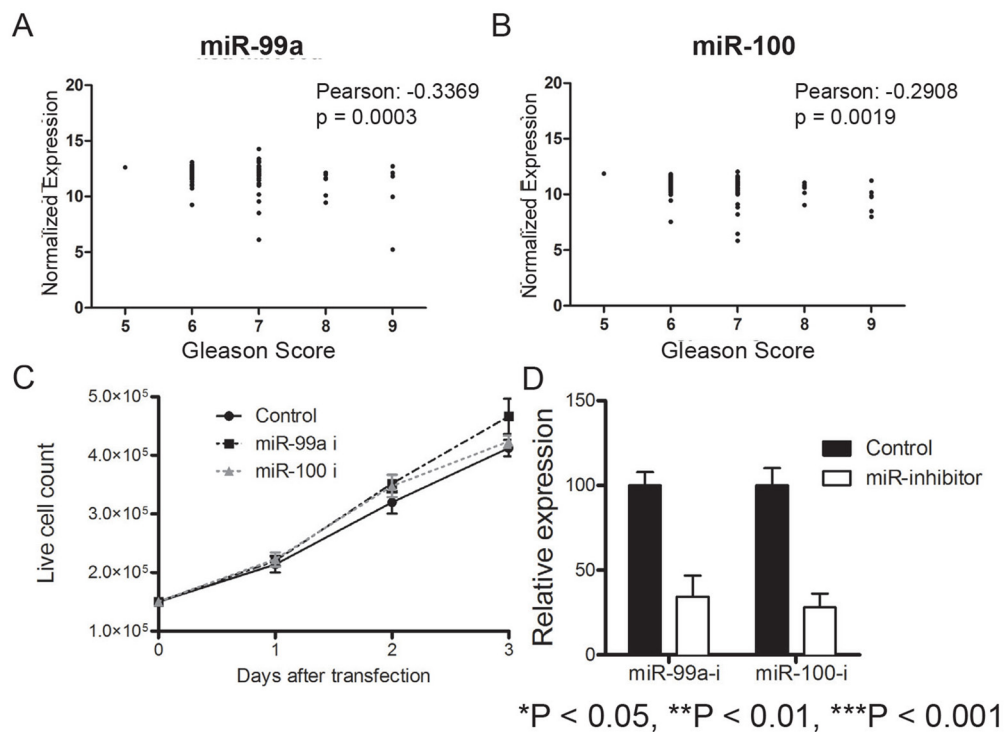 A
miR-99a
Pearson: -0.3369
p = 0.0003
Normalized Expression
20
15
10
5
0
5 6 7 8 9
Gleason Score
B
miR-100
Pearson: -0.2908
p = 0.0019
Normalized Expression
20
15
10
5
0
5 6 7 8 9
Gleason Score
C
Live cell count
5.0×10⁵
4.0×10⁵
3.0×10⁵
2.0×10⁵
1.0×10⁵
Control
miR-99a i
miR-100 i
0 1 2 3
Days after transfection
D
Relative expression
150
100
50
0
Control
miR-inhibitor
miR-99a-i miR-100-i
*P < 0.05, **P < 0.01, ***P < 0.001